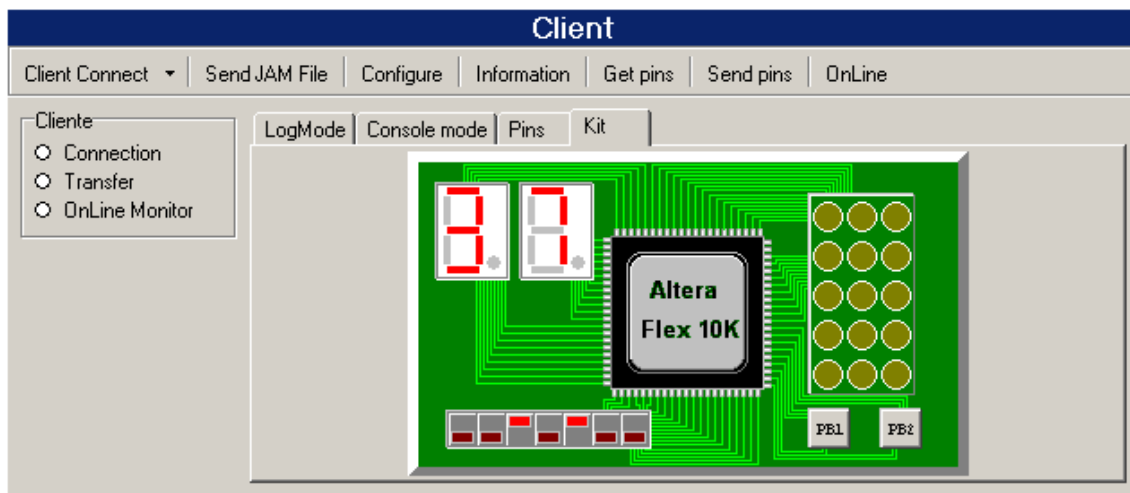 Client
Client Connect Send JAM File Configure Information Get pins Send pins OnLine
Cliente
Connection
Transfer
OnLine Monitor
LogMode Console mode Pins Kit
37
Altera
Flex 10K
PB1 PB2